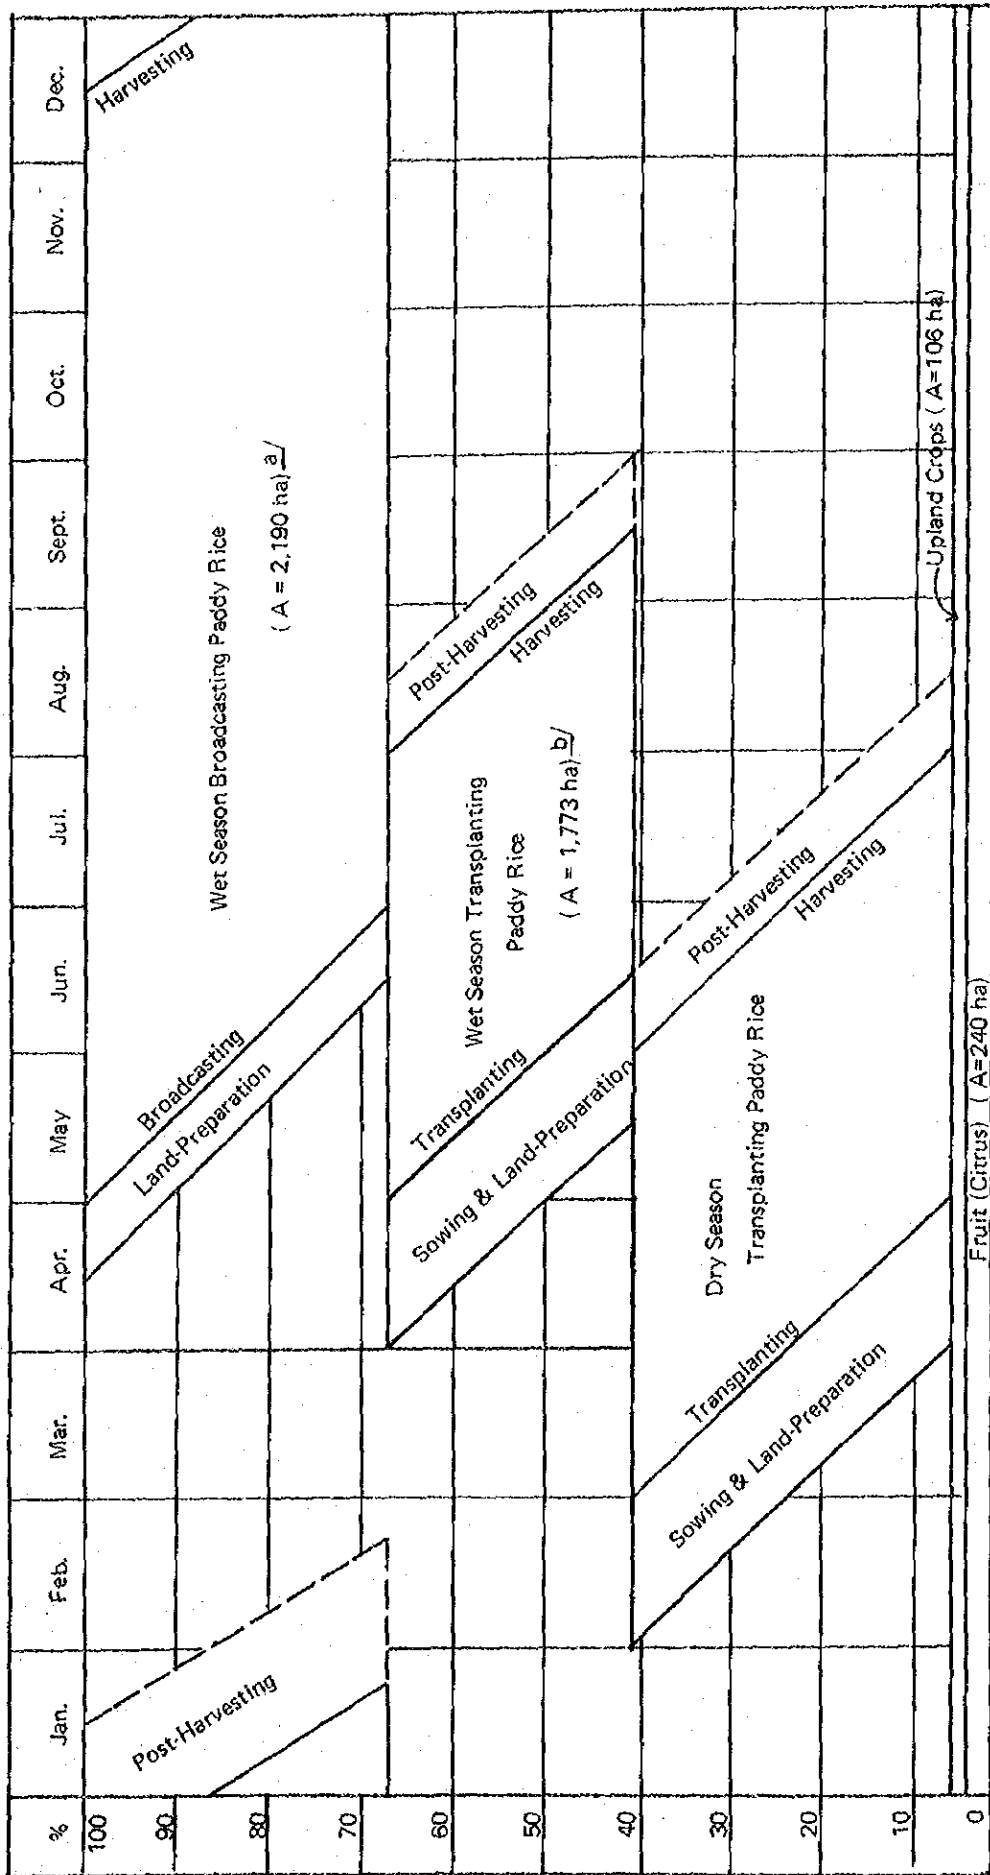 %
Jan.
Feb.
Mar.
Apr.
May
Jun.
Jul.
Aug.
Sept.
Oct.
Nov.
Dec.
100
90
80
70
60
50
40
30
20
10
0
Post-Harvesting
Land-Preparation
Broadcasting
Wet Season Broadcasting Paddy Rice
( A = 2,190 ha) a/
Harvesting
Sowing & Land-Preparation
Transplanting
Wet Season Transplanting
Paddy Rice
( A = 1,773 ha) b/
Post-Harvesting
Harvesting
Sowing & Land-Preparation
Transplanting
Dry Season
Transplanting Paddy Rice
Post-Harvesting
Harvesting
Upland Crops ( A=106 ha)
Fruit (Citrus) ( A=240 ha)